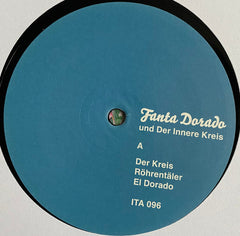 Fanta Dorado
und Der Innere Kreis
A
Der Kreis
Röhrentäler
El Dorado
ITA 096